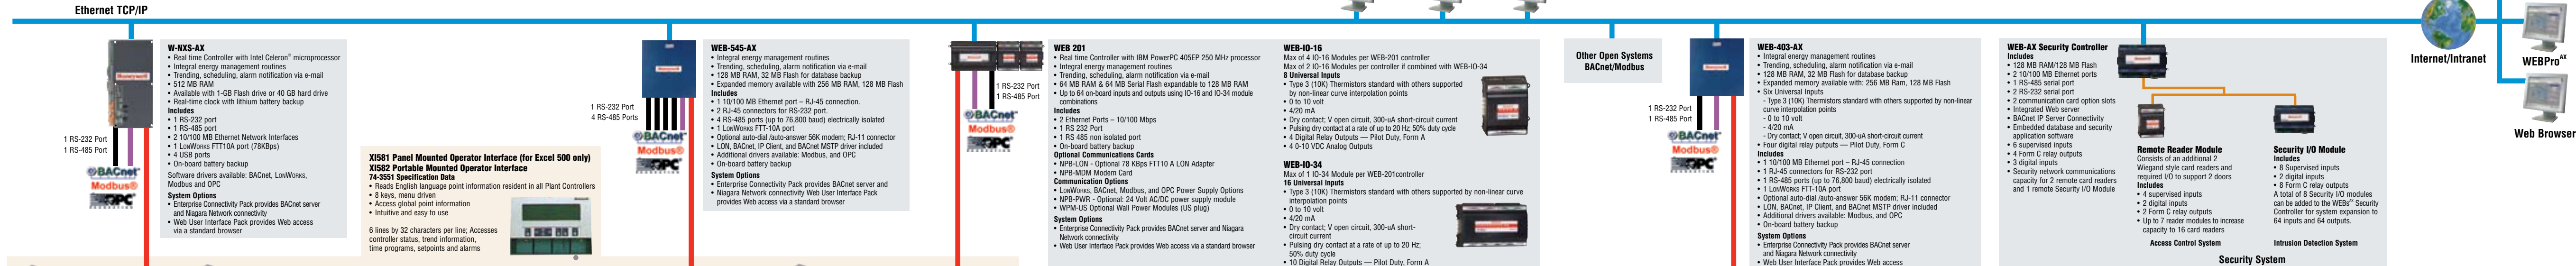 Ethernet TCP/IP
W-NXS-AX
• Real time Controller with Intel Celeron® microprocessor
• Integral energy management routines
• Trending, scheduling, alarm notification via e-mail
• 512 MB RAM
• Available with 1-GB Flash drive or 40 GB hard drive
• Real-time clock with lithium battery backup
Includes
• 1 RS-232 port
• 1 RS-485 port
• 2 10/100 MB Ethernet Network Interfaces
• 1 LONWORKS FTT10A port (78KBps)
• 4 USB ports
• On-board battery backup
Software drivers available: BACnet, LONWORKS,
Modbus and OPC
System Options
• Enterprise Connectivity Pack provides BACnet server
and Niagara Network connectivity
• Web User Interface Pack provides Web access
via a standard browser
Honeywell
1 RS-232 Port
1 RS-485 Port
BACnet™
Modbus®
OPC
XI581 Panel Mounted Operator Interface (for Excel 500 only)
XI582 Portable Mounted Operator Interface
74-3551 Specification Data
• Reads English language point information resident in all Plant Controllers
• 8 keys, menu driven
• Access global point information
• Intuitive and easy to use
6 lines by 32 characters per line; Accesses
controller status, trend information,
time programs, setpoints and alarms
1 RS-232 Port
4 RS-485 Ports
BACnet™
Modbus®
OPC
WEB-545-AX
• Integral energy management routines
• Trending, scheduling, alarm notification via e-mail
• 128 MB RAM, 32 MB Flash for database backup
• Expanded memory available with 256 MB Ram, 128 MB Flash
Includes
• 1 10/100 MB Ethernet port – RJ-45 connection.
• 2 RJ-45 connectors for RS-232 port.
• 4 RS-485 ports (up to 76,800 baud) electrically isolated
• 1 LONWORKS FTT-10A port
• Optional auto-dial /auto-answer 56K modem; RJ-11 connector
• LON, BACnet, IP Client, and BACnet MSTP driver included
• Additional drivers available: Modbus, and OPC
• On-board battery backup
System Options
• Enterprise Connectivity Pack provides BACnet server and
• Niagara Network connectivity Web User Interface Pack
provides Web access via a standard browser
1 RS-232 Port
1 RS-485 Port
BACnet™
Modbus®
OPC
WEB 201
• Real time Controller with IBM PowerPC 405EP 250 MHz processor
• Integral energy management routines
• Trending, scheduling, alarm notification via e-mail
• 64 MB RAM & 64 MB Serial Flash expandable to 128 MB RAM
• Up to 64 on-board inputs and outputs using IO-16 and IO-34 module
combinations
Includes
• 2 Ethernet Ports – 10/100 Mbps
• 1 RS 232 Port
• 1 RS 485 non isolated port
• On-board battery backup
Optional Communications Cards
• NPB-LON - Optional 78 KBps FTT10 A LON Adapter
• NPB-MDM Modem Card
Communication Options
• LONWORKS, BACnet, Modbus, and OPC Power Supply Options
• NPB-PWR - Optional: 24 Volt AC/DC power supply module
• WPM-US Optional Wall Power Modules (US plug)
System Options
• Enterprise Connectivity Pack provides BACnet server and Niagara
Network connectivity
• Web User Interface Pack provides Web access via a standard browser
WEB-IO-16
Max of 4 IO-16 Modules per WEB-201 controller
Max of 2 IO-16 Modules per controller if combined with WEB-IO-34
8 Universal Inputs
• Type 3 (10K) Thermistors standard with others supported
by non-linear curve interpolation points
• 0 to 10 volt
• 4/20 mA
• Dry contact; V open circuit, 300-uA short-circuit current
• Pulsing dry contact at a rate of up to 20 Hz; 50% duty cycle
• 4 Digital Relay Outputs — Pilot Duty, Form A
• 4 0-10 VDC Analog Outputs
WEB-IO-34
Max of 1 IO-34 Module per WEB-201controller
16 Universal Inputs
• Type 3 (10K) Thermistors standard with others supported by non-linear curve
interpolation points
• 0 to 10 volt
• 4/20 mA
• Dry contact; V open circuit, 300-uA short-
circuit current
• Pulsing dry contact at a rate of up to 20 Hz;
50% duty cycle
• 10 Digital Relay Outputs — Pilot Duty, Form A
Other Open Systems
BACnet/Modbus
1 RS-232 Port
1 RS-485 Port
BACnet™
Modbus®
OPC
WEB-403-AX
• Integral energy management routines
• Trending, scheduling, alarm notification via e-mail
• 128 MB RAM, 32 MB Flash for database backup
• Expanded memory available with: 256 MB Ram, 128 MB Flash
• Six Universal Inputs
- Type 3 (10K) Thermistors standard with others supported by non-linear
curve interpolation points
- 0 to 10 volt
- 4/20 mA
- Dry contact; V open circuit, 300-uA short-circuit current
• Four digital relay outputs — Pilot Duty, Form C
Includes
• 1 10/100 MB Ethernet port – RJ-45 connection
• 1 RJ-45 connectors for RS-232 port
• 1 RS-485 ports (up to 76,800 baud) electrically isolated
• 1 LONWORKS FTT-10A port
• Optional auto-dial /auto-answer 56K modem; RJ-11 connector
• LON, BACnet, IP Client, and BACnet MSTP driver included
• Additional drivers available: Modbus, and OPC
• On-board battery backup
System Options
• Enterprise Connectivity Pack provides BACnet server
and Niagara Network connectivity
• Web User Interface Pack provides Web access
WEB-AX Security Controller
Includes
• 128 MB RAM/128 MB Flash
• 2 10/100 MB Ethernet ports
• 1 RS-485 serial port
• 2 RS-232 serial port
• 2 communication card option slots
• Integrated Web server
• BACnet IP Server Connectivity
• Embedded database and security
application software
• 6 supervised inputs
• 4 Form C relay outputs
• 3 digital inputs
• Security network communications
capacity for 2 remote card readers
and 1 remote Security I/O Module
Remote Reader Module
Consists of an additional 2
Wiegand style card readers and
required I/O to support 2 doors
Includes
• 4 supervised inputs
• 2 digital inputs
• 2 Form C relay outputs
• Up to 7 reader modules to increase
capacity to 16 card readers
Access Control System
Security I/O Module
Includes
• 8 Supervised inputs
• 2 digital inputs
• 8 Form C relay outputs
A total of 8 Security I/O modules
can be added to the WEBsAX Security
Controller for system expansion to
64 inputs and 64 outputs.
Intrusion Detection System
Security System
Internet/Intranet
WEBProAX
Web Browser